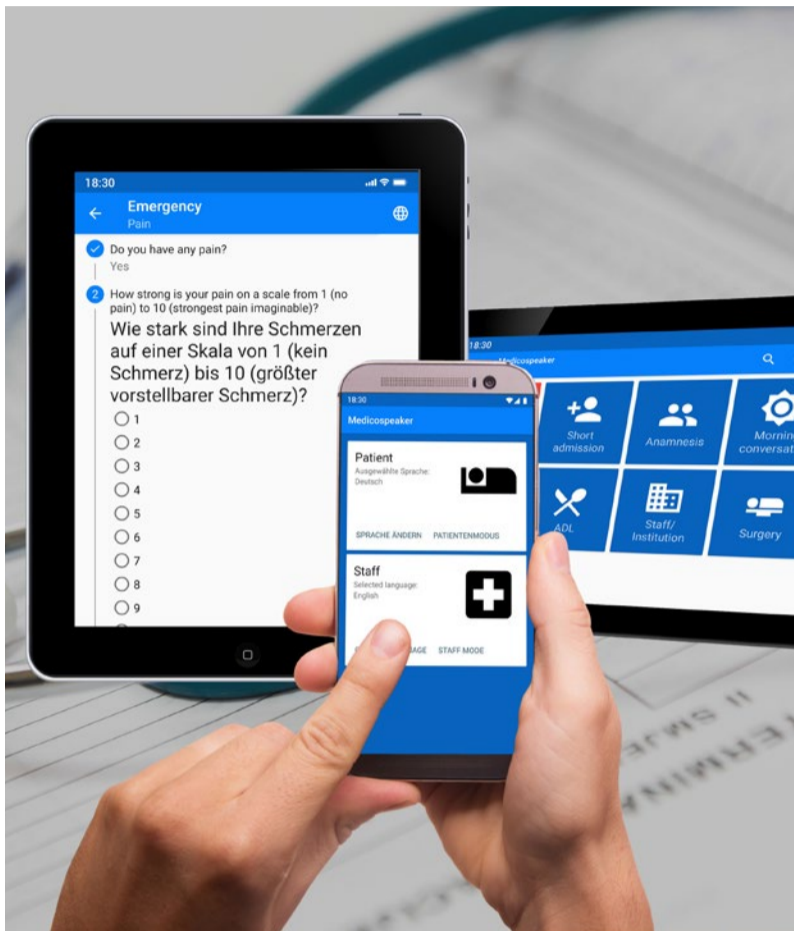 18:30
Emergency
Pain
Do you have any pain?
Yes
2 How strong is your pain on a scale from 1 (no
pain) to 10 (strongest pain imaginable)?
Wie stark sind Ihre Schmerzen
auf einer Skala von 1 (kein
Schmerz) bis 10 (größter
vorstellbarer Schmerz)?
1
2
3
4
5
6
7
8
9
18:30
Medicospeaker
Patient
Ausgewählte Sprache:
Deutsch
SPRACHE ÄNDERN PATIENTENMODUS
Staff
Selected language:
English
STAFF MODE
18:30
Medicospeaker
Short
admission
Anamnesis
ADL
Staff/
Institution
Surgery
II SMJE
TERMINA